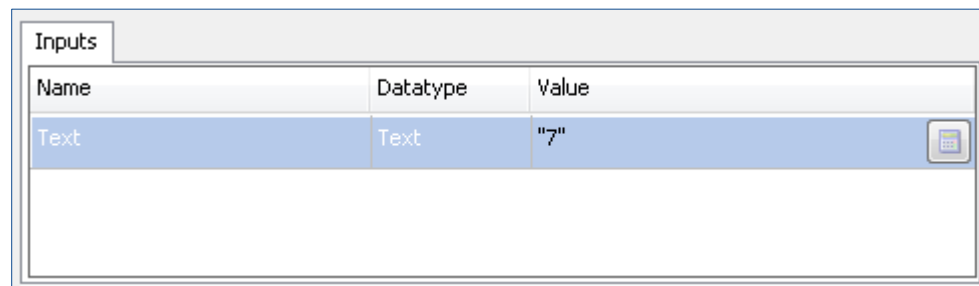 Inputs
Name Datatype Value
Text Text "7"